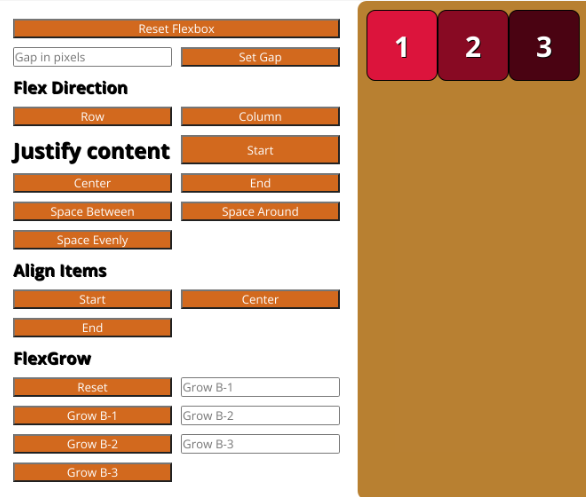 Reset Flexbox
Gap in pixels Set Gap
Flex Direction
Row Column
Justify content Start
Center End
Space Between Space Around
Space Evenly
Align Items
Start Center
End
FlexGrow
Reset Grow B-1
Grow B-1 Grow B-2
Grow B-2 Grow B-3
Grow B-3
1 2 3